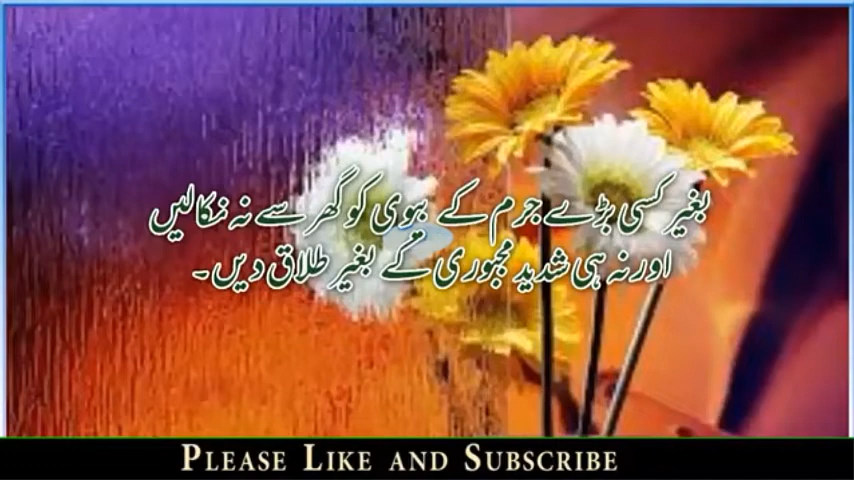 بغیر کسی بڑے جرم کے بیوی کو گھر سے نہ نکالیں
اور نہ ہی شدید مجبوری کے بغیر طلاق دیں۔
PLEASE LIKE AND SUBSCRIBE